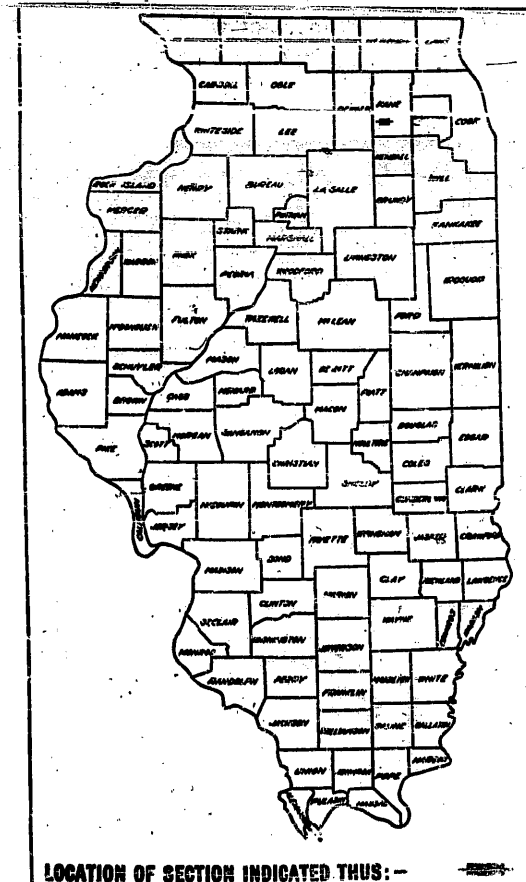 CARROLL OGLE KANE COOK
WHITESIDE LEE
KENDALL WILL
ROCK ISLAND HENRY BUREAU LA SALLE
MERCER PUTNAM GRUNDY KANKAKEE
STARK MARSHALL
HENDERSON WARREN KNOX PEORIA WOODFORD LIVINGSTON IROQUOIS
HANCOCK McDONOUGH FULTON TAZEWELL McLEAN FORD
SCHUYLER MASON LOGAN DE WITT CHAMPAIGN VERMILION
ADAMS BROWN CASS MENARD MACON PIATT
PIKE SCOTT MORGAN SANGAMON MOULTRIE DOUGLAS EDGAR
CHRISTIAN COLES
GREENE SHELBY CUMBERLAND CLARK
CALHOUN JERSEY MACOUPIN MONTGOMERY
FAYETTE EFFINGHAM JASPER CRAWFORD
MADISON BOND
CLAY RICHLAND LAWRENCE
CLINTON MARION
ST CLAIR WAYNE
WASHINGTON JEFFERSON
MONROE
RANDOLPH PERRY HAMILTON WHITE
FRANKLIN
JACKSON WILLIAMSON SALINE GALLATIN
UNION JOHNSON POPE HARDIN
PULASKI MASSAC
LOCATION OF SECTION INDICATED THUS: -